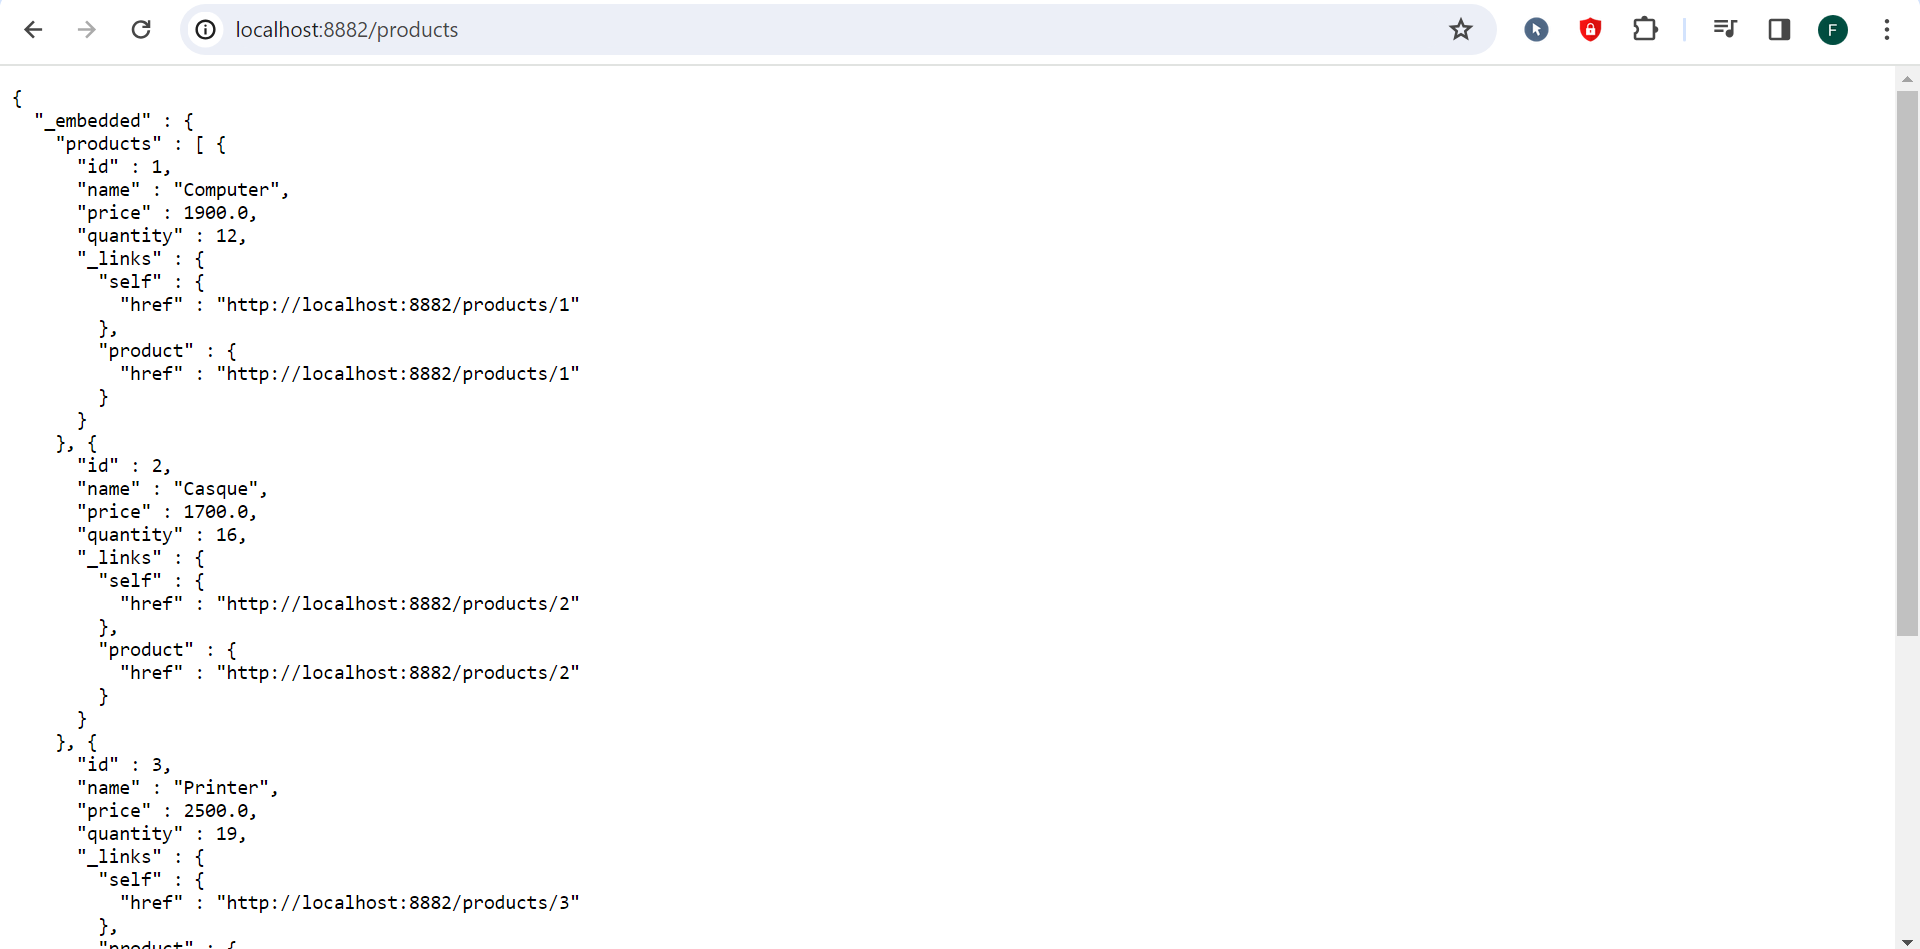 localhost:8882/products
F
{
  "_embedded" : {
    "products" : [ {
      "id" : 1,
      "name" : "Computer",
      "price" : 1900.0,
      "quantity" : 12,
      "_links" : {
        "self" : {
          "href" : "http://localhost:8882/products/1"
        },
        "product" : {
          "href" : "http://localhost:8882/products/1"
        }
      }
    }, {
      "id" : 2,
      "name" : "Casque",
      "price" : 1700.0,
      "quantity" : 16,
      "_links" : {
        "self" : {
          "href" : "http://localhost:8882/products/2"
        },
        "product" : {
          "href" : "http://localhost:8882/products/2"
        }
      }
    }, {
      "id" : 3,
      "name" : "Printer",
      "price" : 2500.0,
      "quantity" : 19,
      "_links" : {
        "self" : {
          "href" : "http://localhost:8882/products/3"
        },
        "product" : {